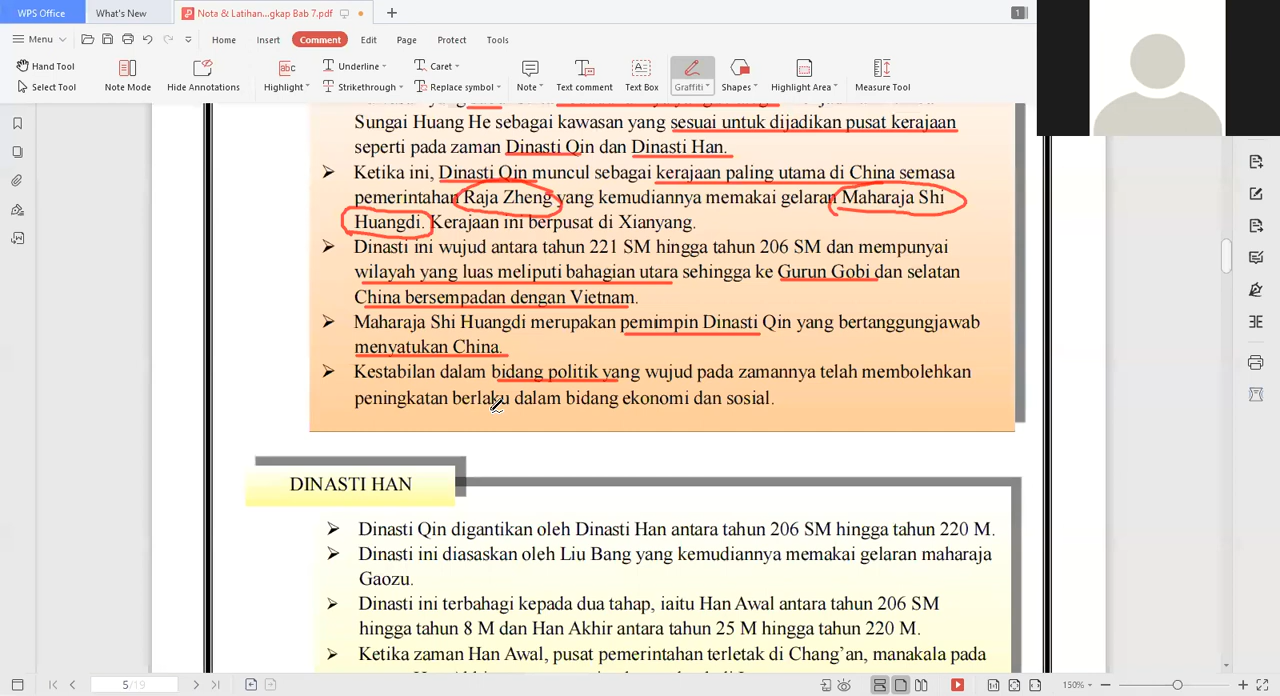 WPS Office
What's New
Nota & Latihan...gkap Bab 7.pdf
1
Menu
Home
Insert
Comment
Edit
Page
Protect
Tools
Hand Tool
Select Tool
Note Mode
Hide Annotations
Highlight
Underline
Strikethrough
Caret
Replace symbol
Note
Text comment
Text Box
Graffiti
Shapes
Highlight Area
Measure Tool
Sungai Huang He sebagai kawasan yang sesuai untuk dijadikan pusat kerajaan
seperti pada zaman Dinasti Qin dan Dinasti Han.
Ketika ini, Dinasti Qin muncul sebagai kerajaan paling utama di China semasa
pemerintahan Raja Zheng yang kemudiannya memakai gelaran Maharaja Shi
Huangdi. Kerajaan ini berpusat di Xianyang.
Dinasti ini wujud antara tahun 221 SM hingga tahun 206 SM dan mempunyai
wilayah yang luas meliputi bahagian utara sehingga ke Gurun Gobi dan selatan
China bersempadan dengan Vietnam.
Maharaja Shi Huangdi merupakan pemimpin Dinasti Qin yang bertanggungjawab
menyatukan China.
Kestabilan dalam bidang politik yang wujud pada zamannya telah membolehkan
peningkatan berlaku dalam bidang ekonomi dan sosial.
DINASTI HAN
Dinasti Qin digantikan oleh Dinasti Han antara tahun 206 SM hingga tahun 220 M.
Dinasti ini diasaskan oleh Liu Bang yang kemudiannya memakai gelaran maharaja
Gaozu.
Dinasti ini terbahagi kepada dua tahap, iaitu Han Awal antara tahun 206 SM
hingga tahun 8 M dan Han Akhir antara tahun 25 M hingga tahun 220 M.
Ketika zaman Han Awal, pusat pemerintahan terletak di Chang'an, manakala pada
5/19
150%